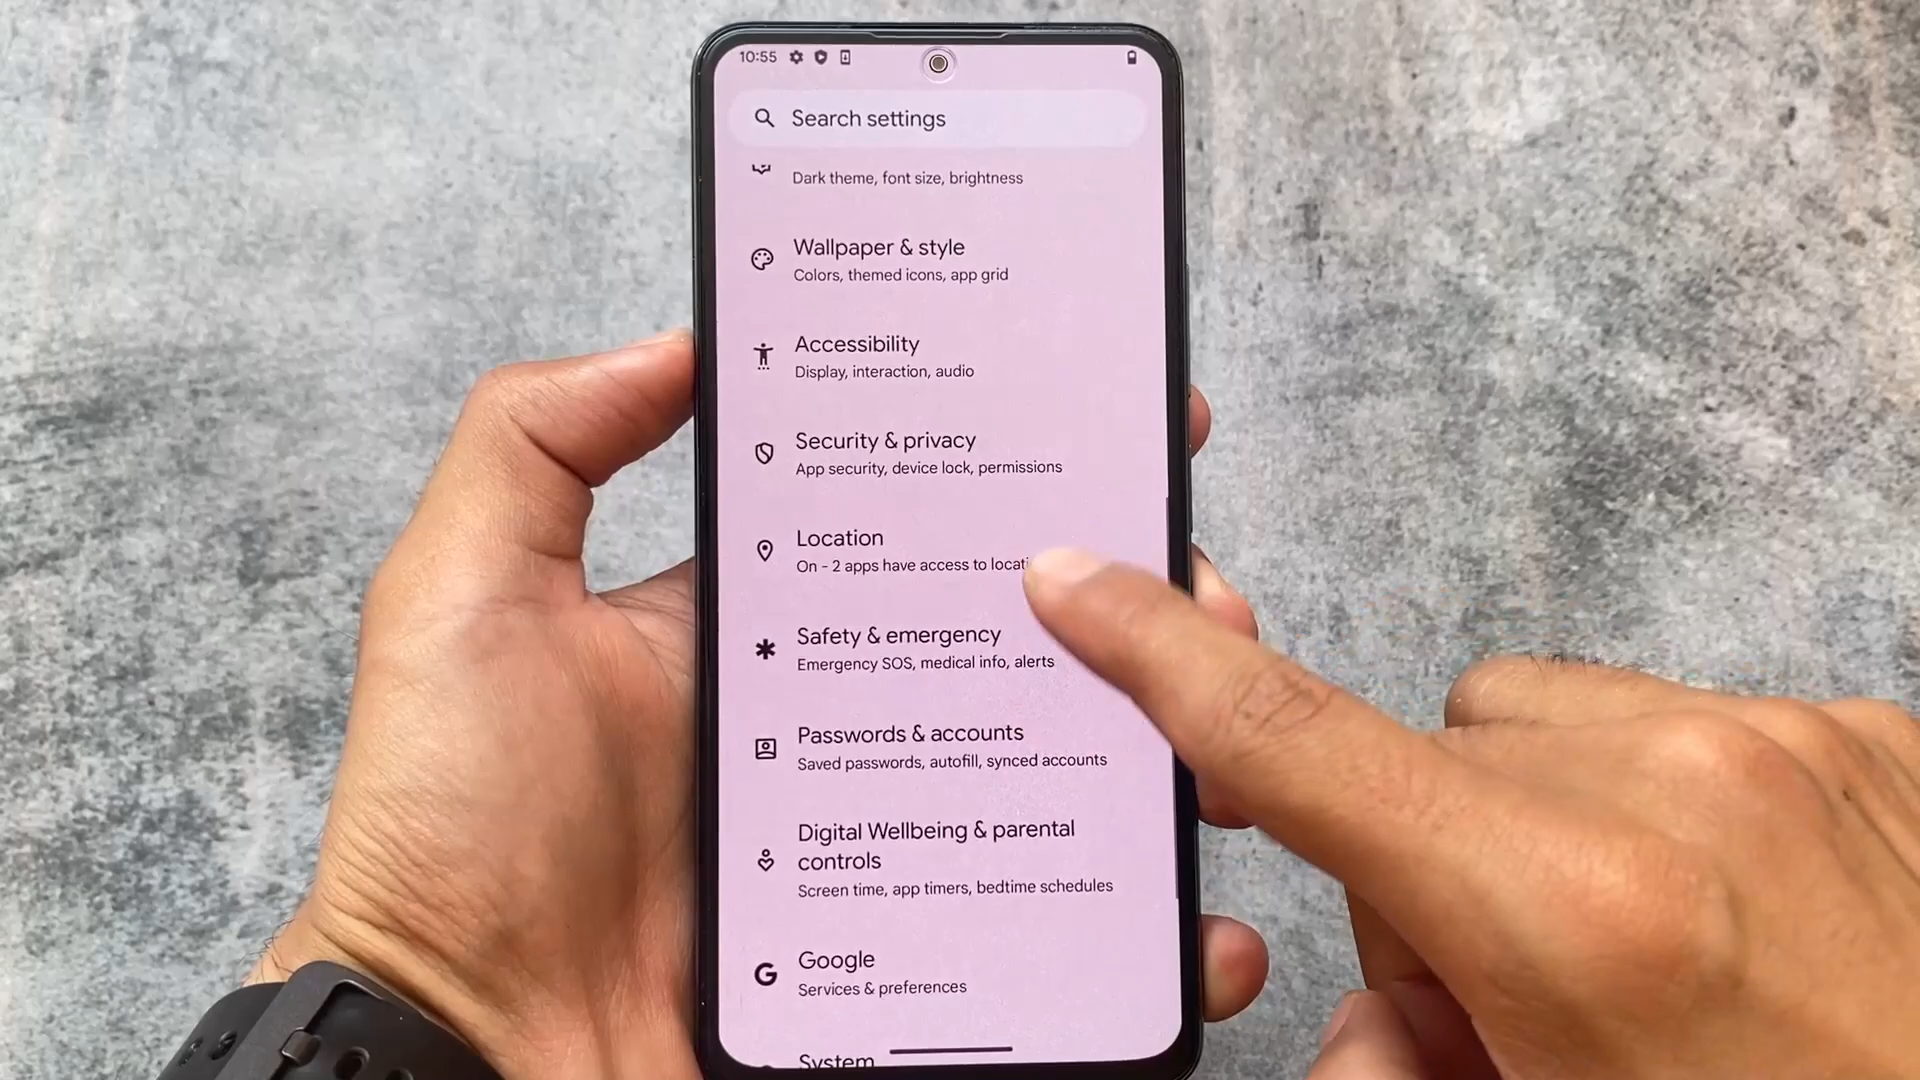 10:55
Search settings
Dark theme, font size, brightness
Wallpaper & style
Colors, themed icons, app grid
Accessibility
Display, interaction, audio
Security & privacy
App security, device lock, permissions
Location
On - 2 apps have access to
Safety & emergency
Emergency SOS, medical info, alerts
Passwords & accounts
Saved passwords, autofill, synced accounts
Digital Wellbeing & parental
controls
Screen time, app timers, bedtime schedules
Google
Services & preferences
System